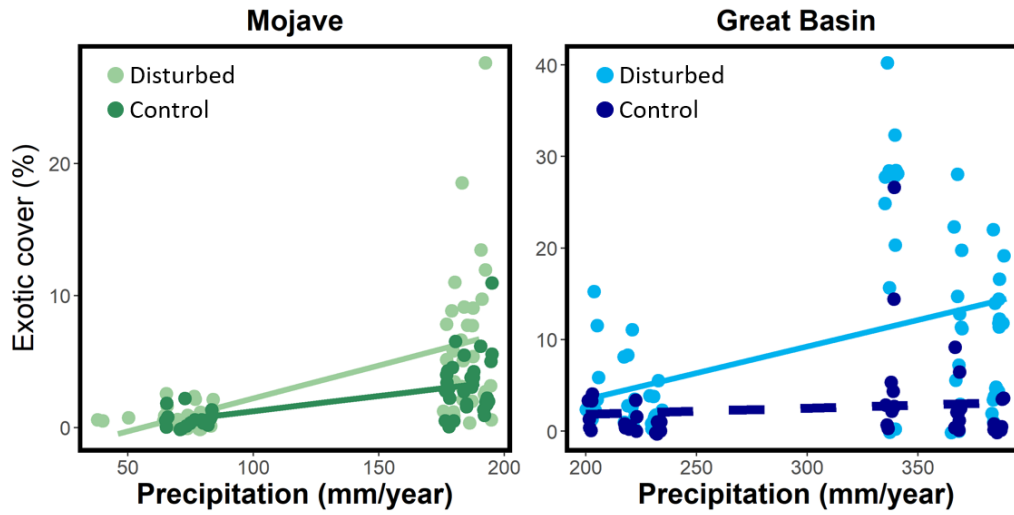 Mojave
Great Basin
Disturbed
Control
Disturbed
Control
Exotic cover (%)
20
10
0
40
30
20
10
0
50
100
150
200
200
250
300
350
Precipitation (mm/year)
Precipitation (mm/year)